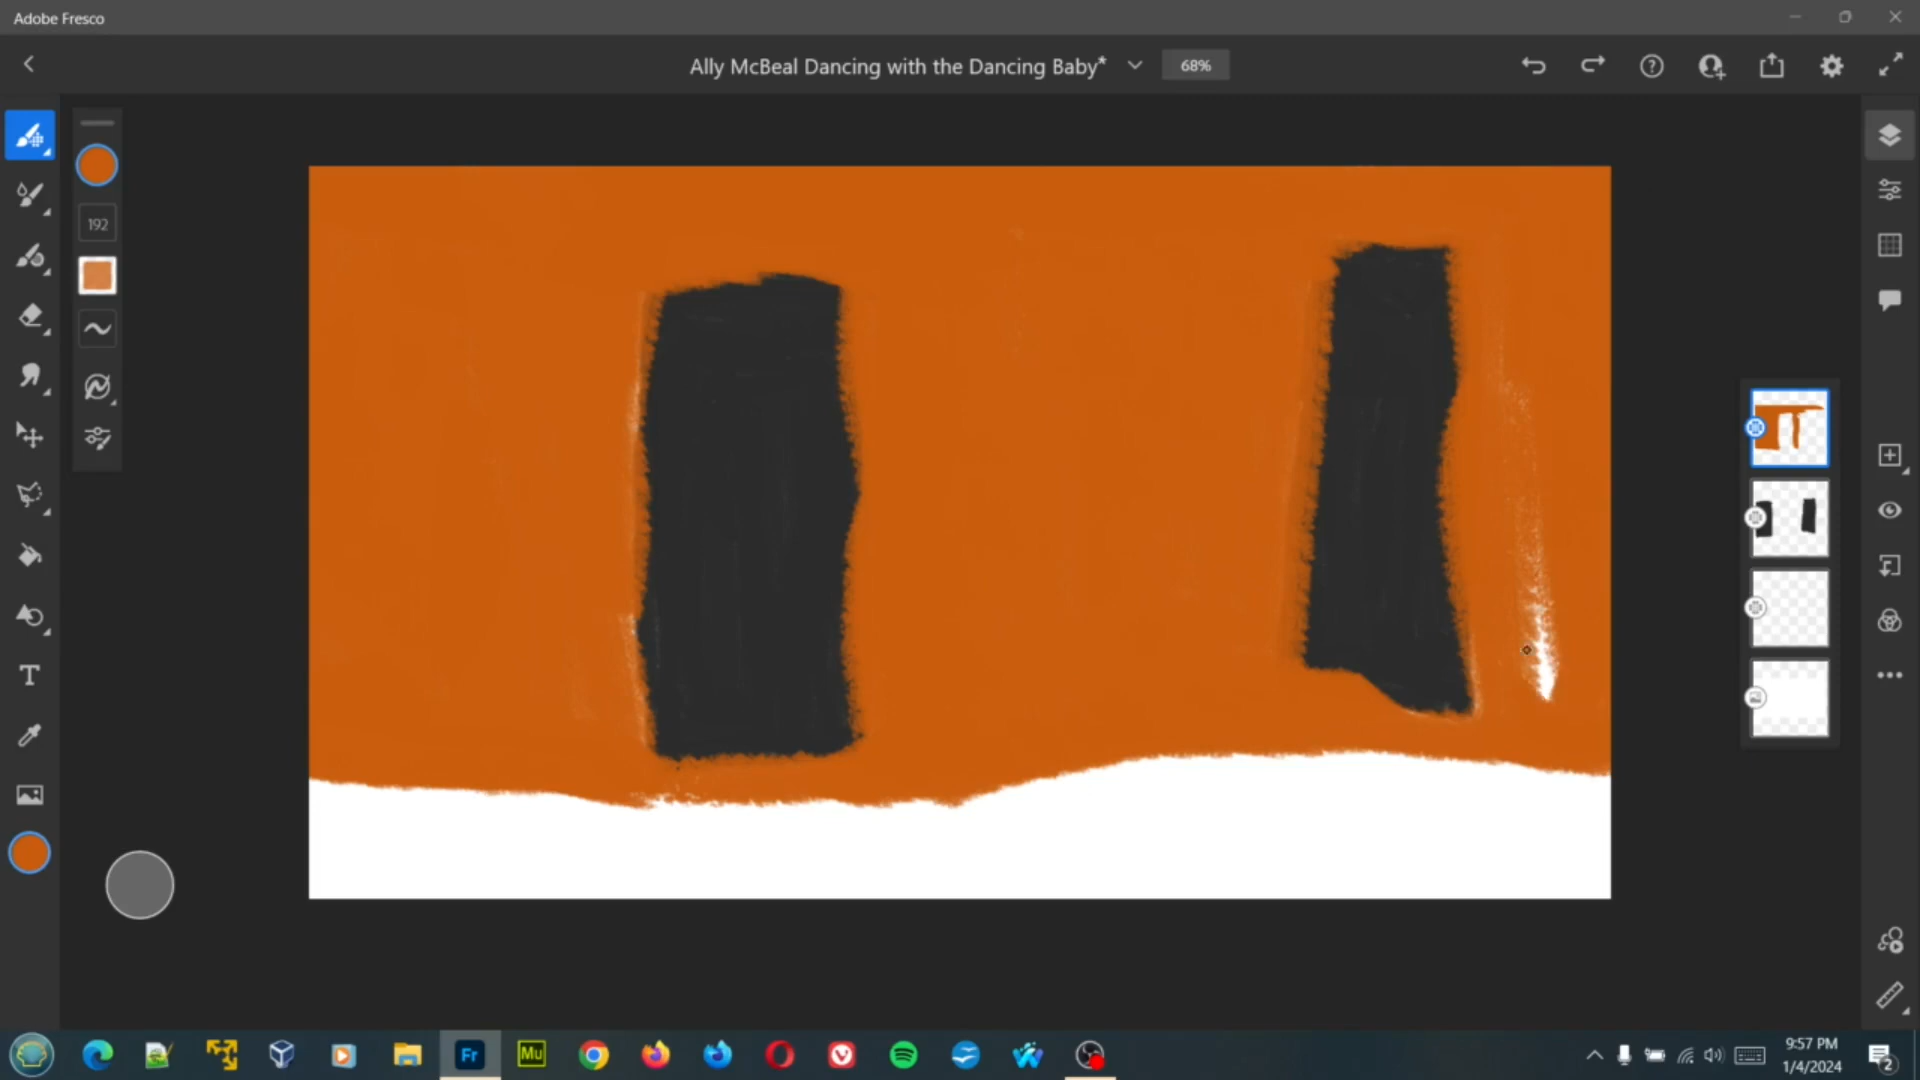 Adobe Fresco
Ally McBeal Dancing with the Dancing Baby*
68%
192
T
Fr
Mu
9:57 PM
1/4/2024
2